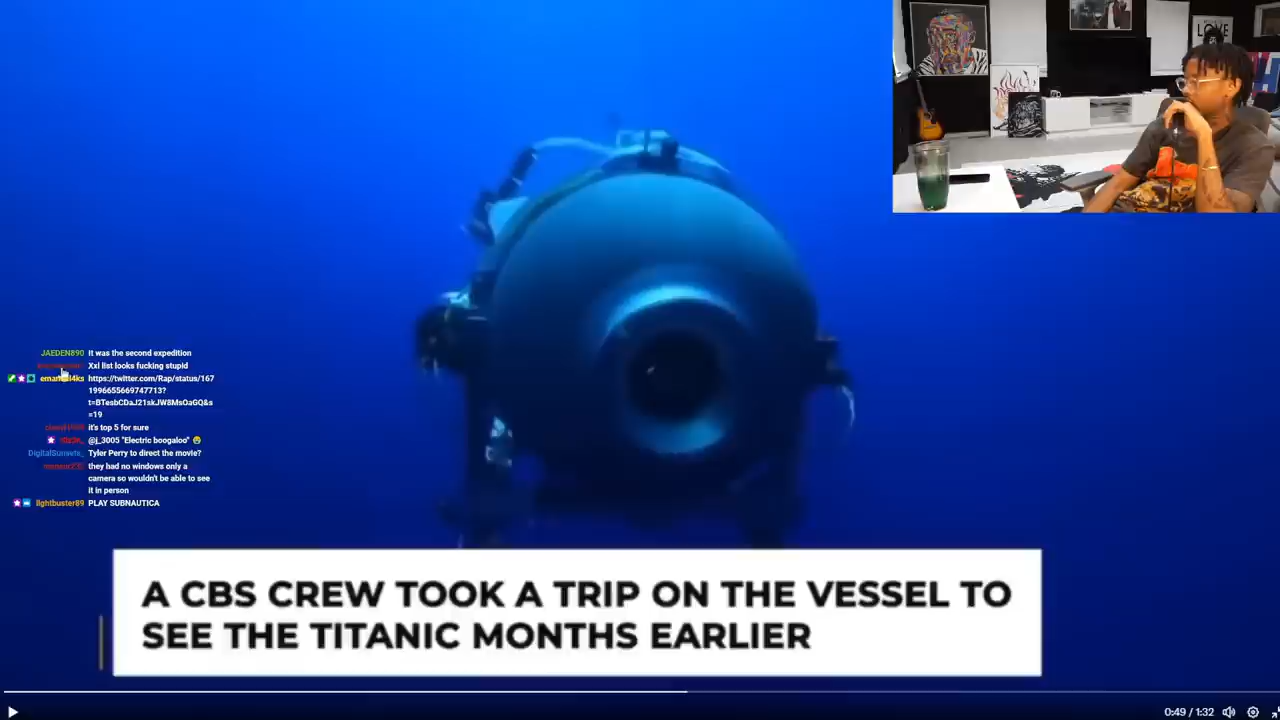 LOVE
JAEDEN890 It was the second expedition
Xxl list looks fucking stupid
https://twitter.com/Rap/status/167
1996655669747713?
t=BTesbCDaJ21skJW8MsOaGQ&s
=19
it's top 5 for sure
@j_3005 "Electric boogaloo"
DigitalSunsets_ Tyler Perry to direct the movie?
they had no windows only a
camera so wouldn't be able to see
it in person
lightbuster89 PLAY SUBNAUTICA
A CBS CREW TOOK A TRIP ON THE VESSEL TO
SEE THE TITANIC MONTHS EARLIER
0:49 / 1:32